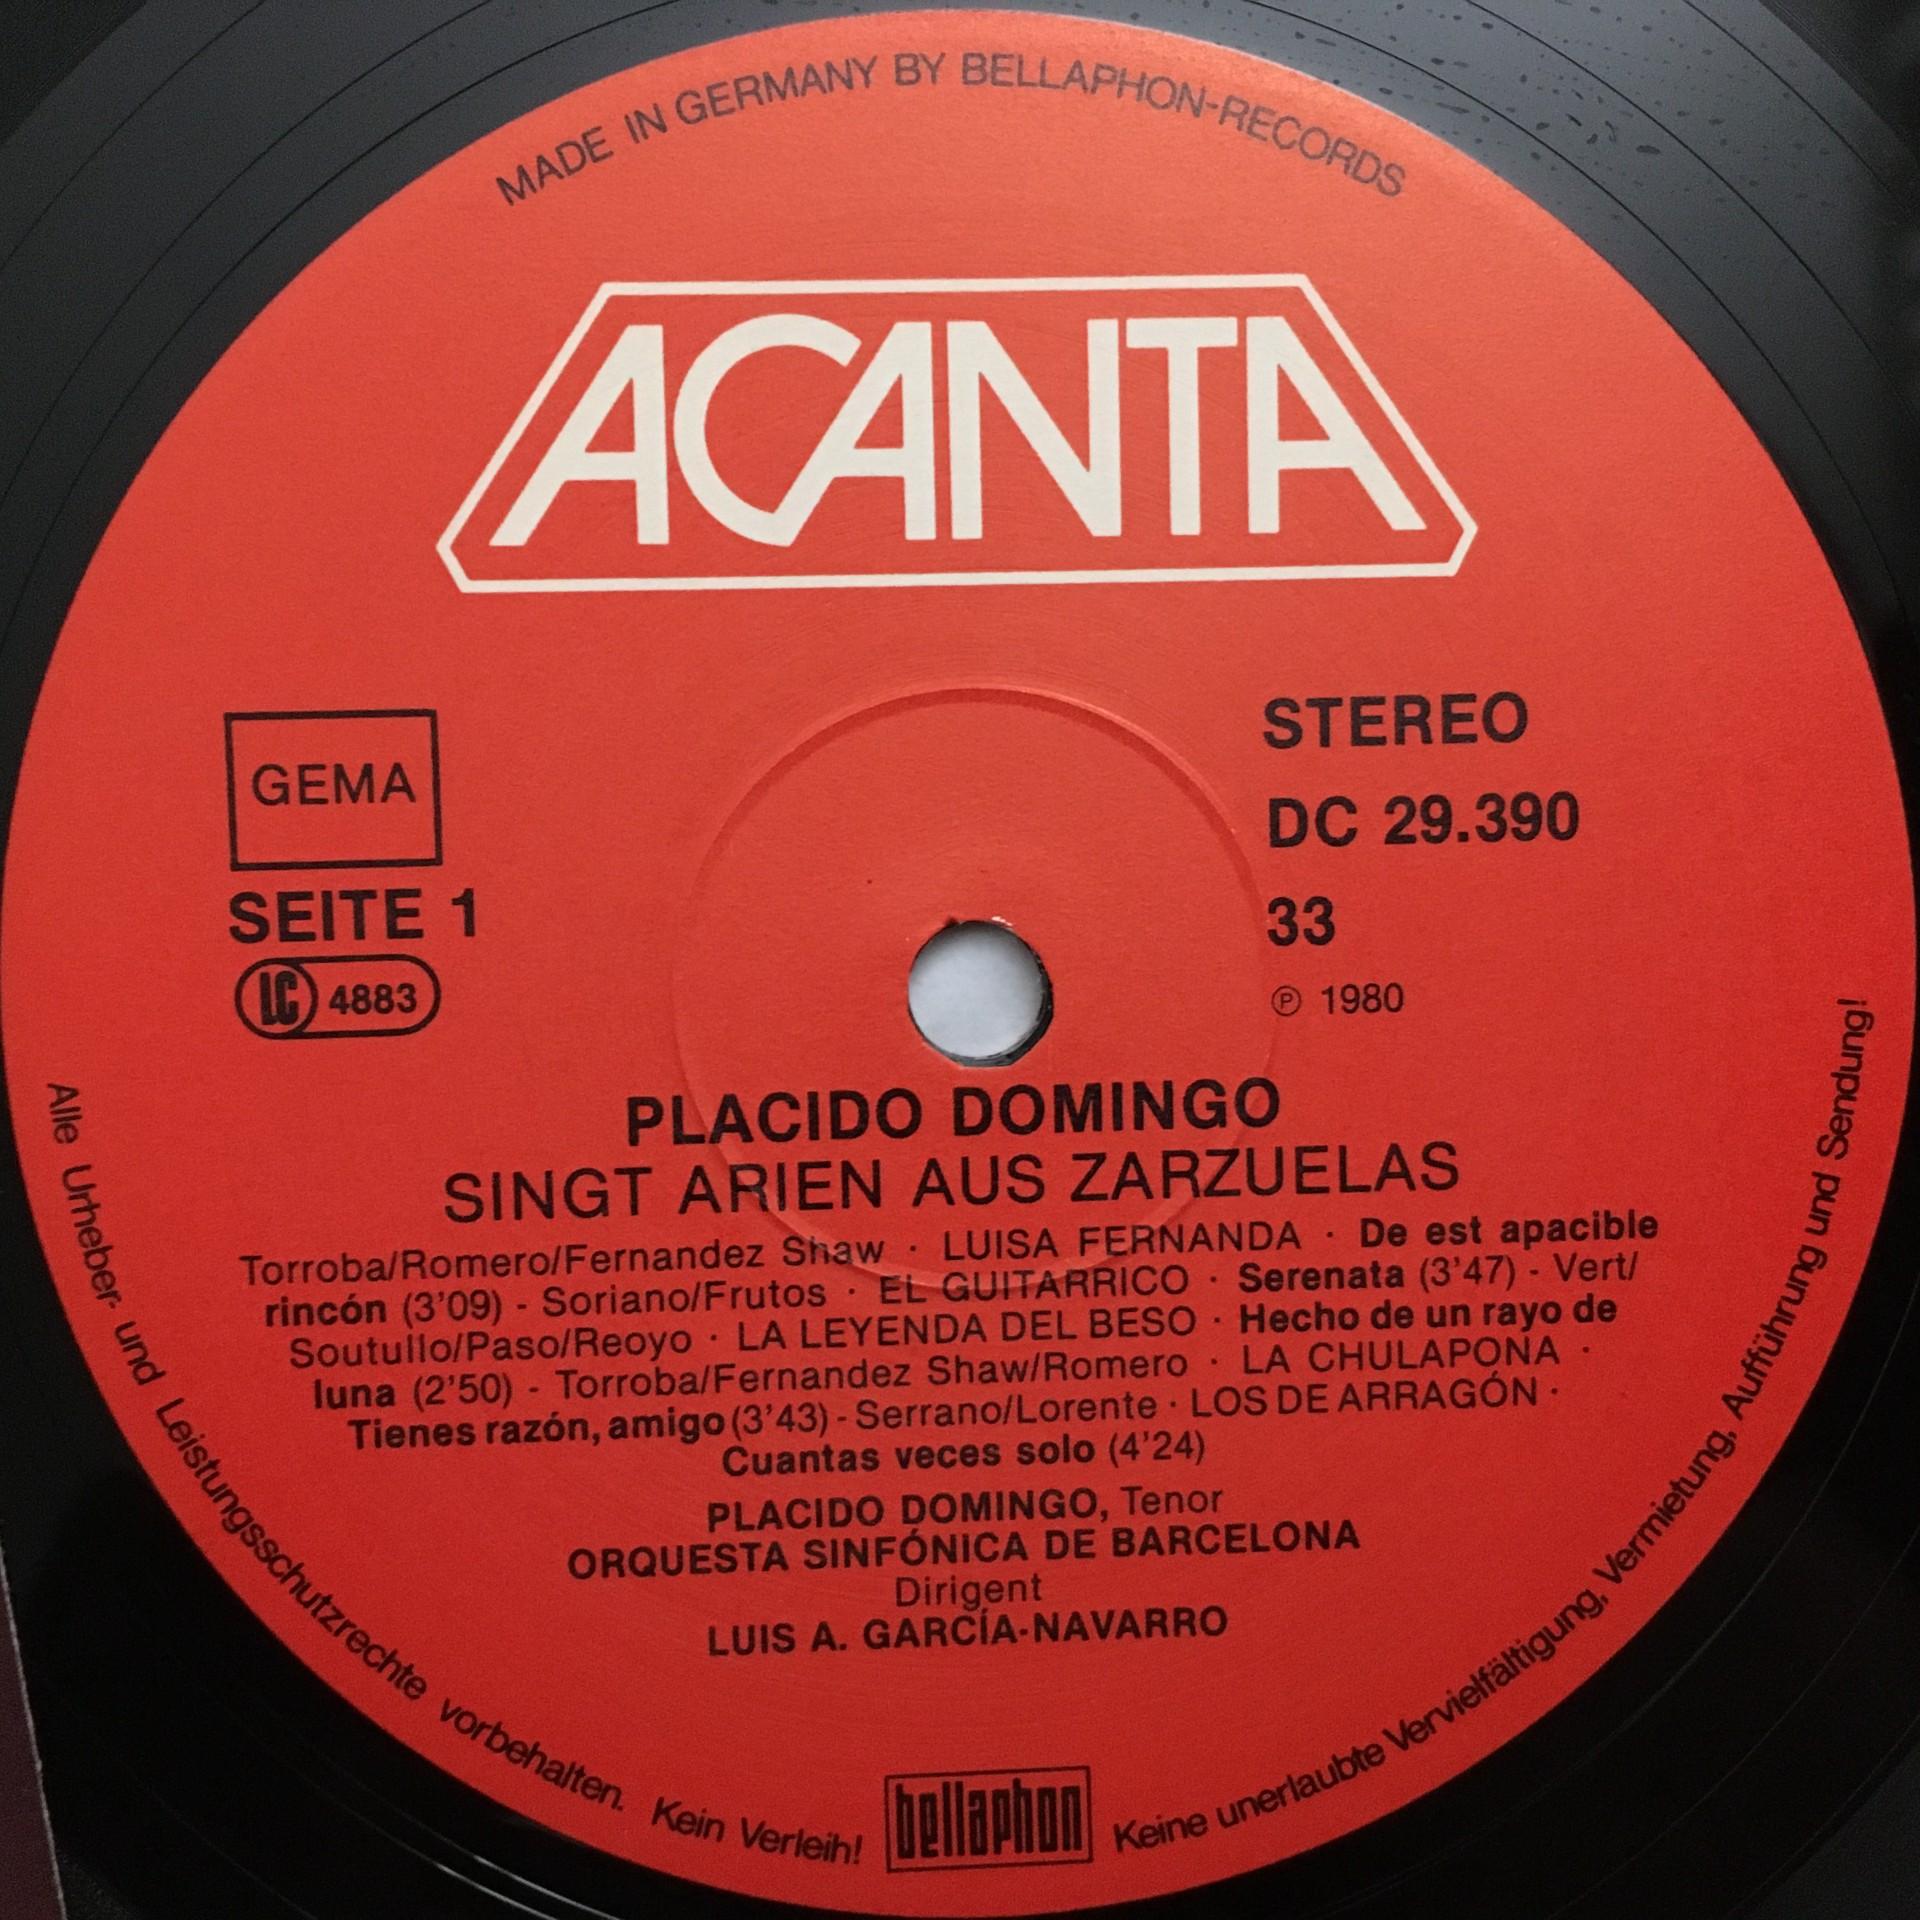 MADE IN GERMANY BY BELLAPHON-RECORDS
ACANTA
GEMA
SEITE 1
LC 4883
STEREO
DC 29.390
33
℗ 1980
PLACIDO DOMINGO
SINGT ARIEN AUS ZARZUELAS
Torroba/Romero/Fernandez Shaw · LUISA FERNANDA · De est apacible
rincón (3'09) - Soriano/Frutos · EL GUITARRICO · Serenata (3'47) - Vert/
Soutullo/Paso/Reoyo · LA LEYENDA DEL BESO · Hecho de un rayo de
luna (2'50) - Torroba/Fernandez Shaw/Romero · LA CHULAPONA ·
Tienes razón, amigo (3'43) - Serrano/Lorente · LOS DE ARRAGÓN ·
Cuantas veces solo (4'24)
PLACIDO DOMINGO, Tenor
ORQUESTA SINFÓNICA DE BARCELONA
Dirigent
LUIS A. GARCÍA-NAVARRO
Alle Urheber- und Leistungsschutzrechte vorbehalten. Kein Verleih!
bellaphon
Keine unerlaubte Vervielfältigung, Vermietung, Aufführung und Sendung!